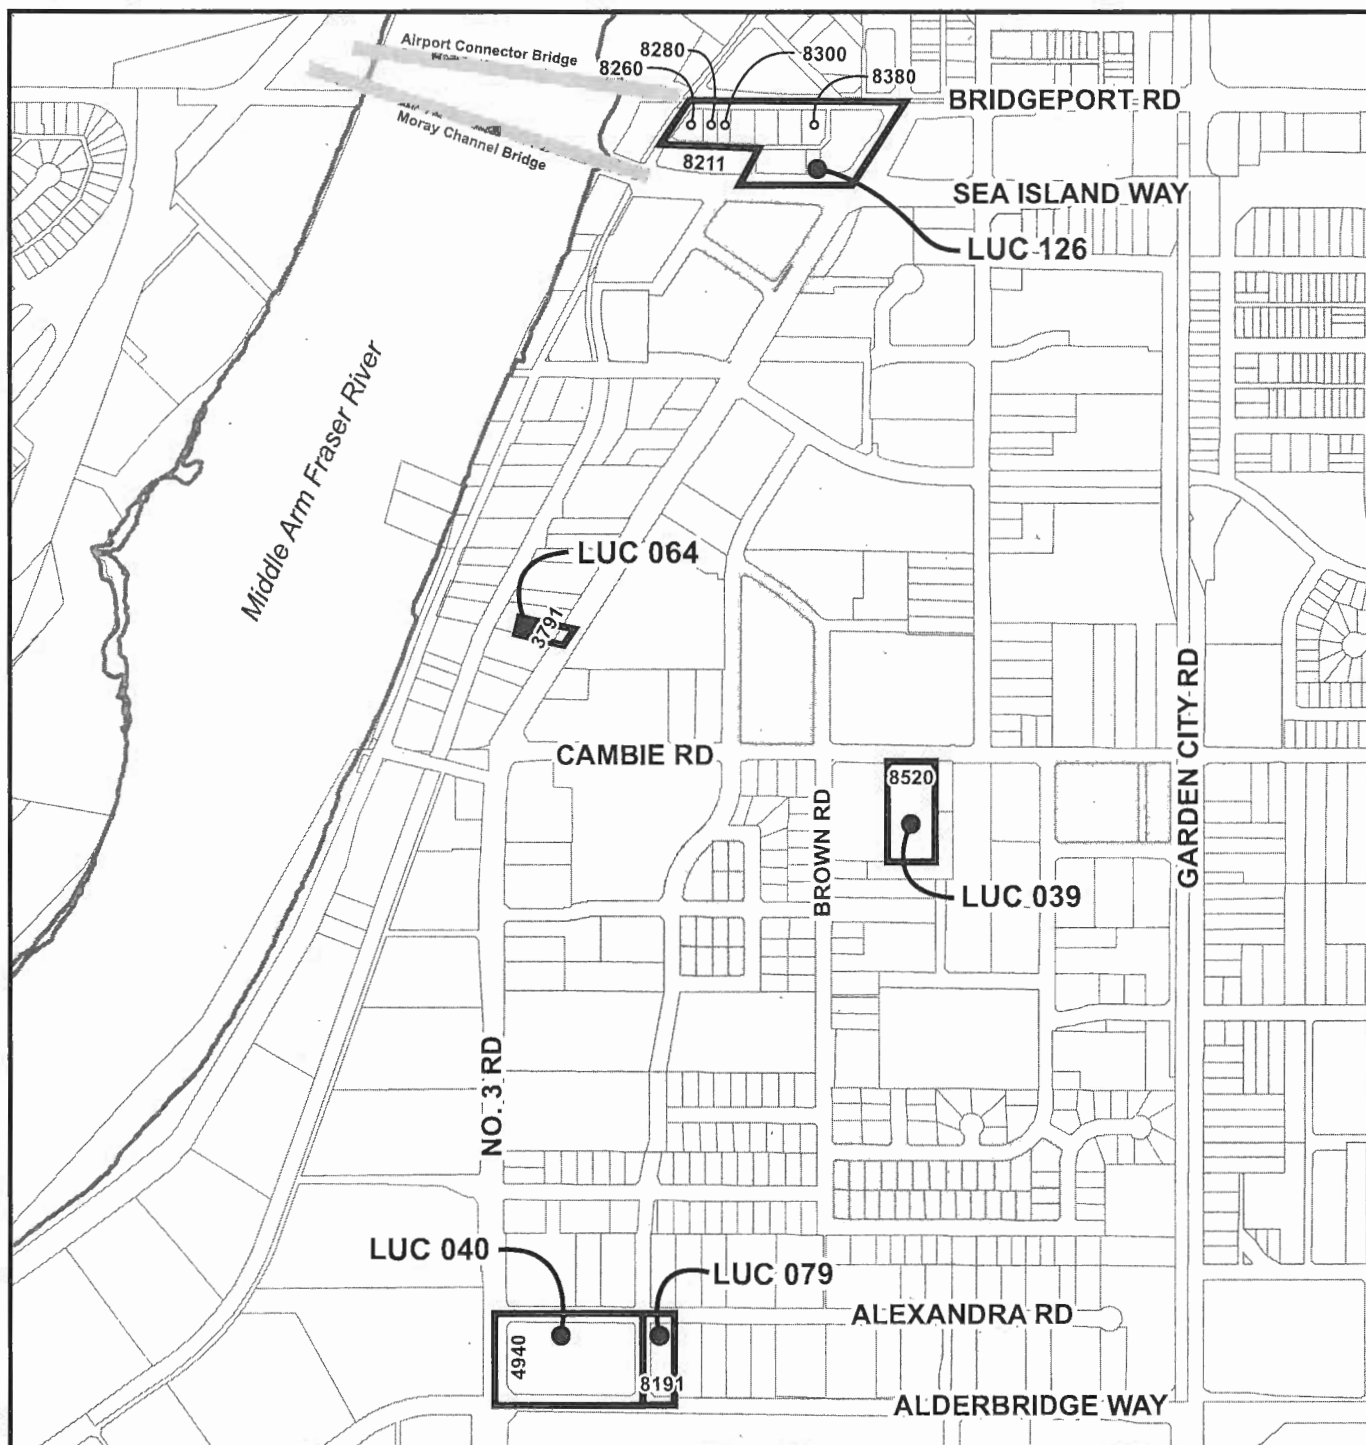 Airport Connector Bridge
8280
8300
8260
8380
BRIDGEPORT RD
Moray Channel Bridge
8211
SEA ISLAND WAY
LUC 126
Middle Arm Fraser River
LUC 064
3791
CAMBIE RD
8520
GARDEN CITY RD
BROWN RD
LUC 039
NO. 3 RD
LUC 040
LUC 079
ALEXANDRA RD
4940
8191
ALDERBRIDGE WAY